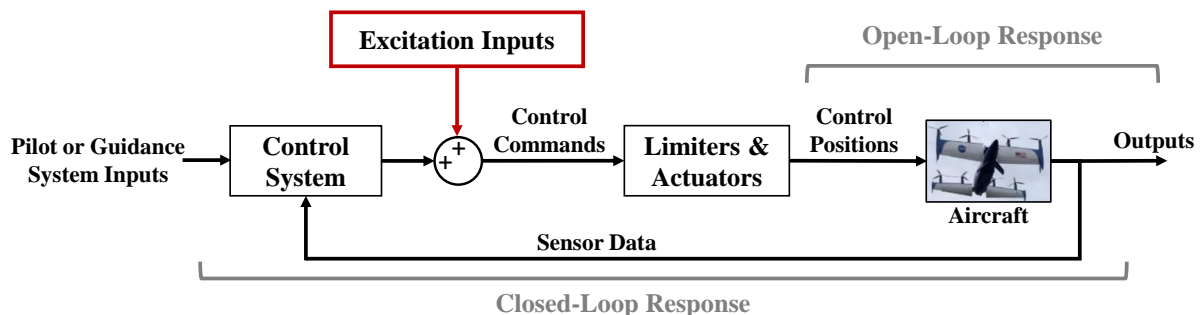 Excitation Inputs
Open-Loop Response
Pilot or Guidance
System Inputs
Control
System
+
+
Control
Commands
Limiters &
Actuators
Control
Positions
Outputs
Aircraft
Sensor Data
Closed-Loop Response